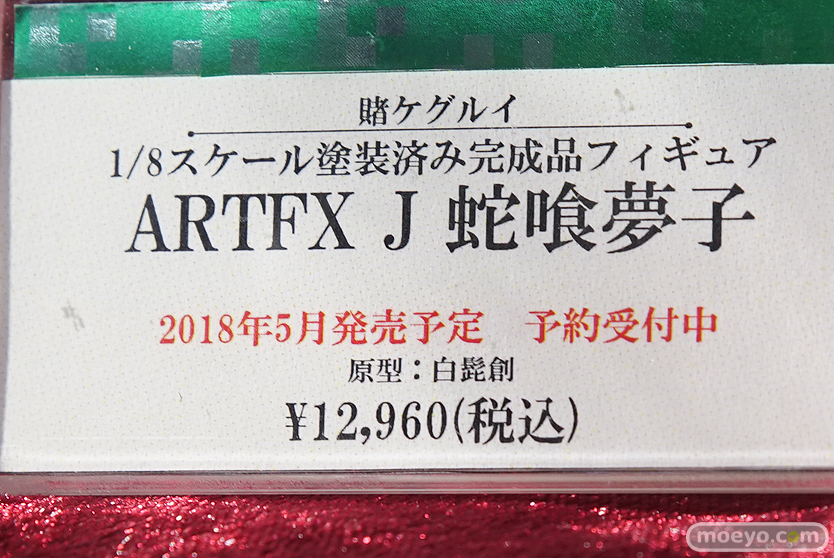 賭ケグルイ
1/8スケール塗装済み完成品フィギュア
ARTFX J 蛇喰夢子
2018年5月発売予定　予約受付中
原型：白髭創
¥12,960(税込)
moeyo.com